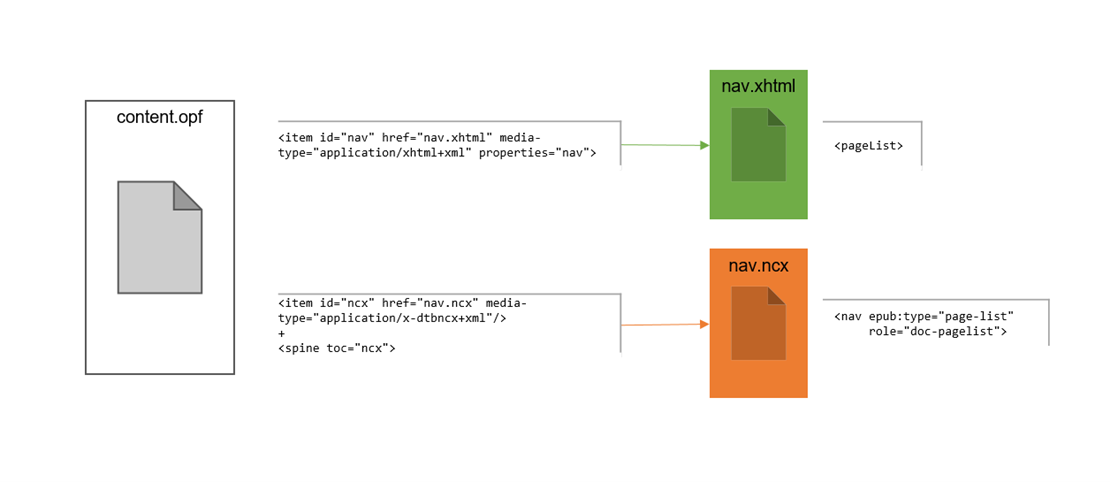 content.opf
<item id="nav" href="nav.xhtml" media-
type="application/xhtml+xml" properties="nav">
nav.xhtml
<pageList>
<item id="ncx" href="nav.ncx" media-
type="application/x-dtbncx+xml"/>
+
<spine toc="ncx">
nav.ncx
<nav epub:type="page-list"
role="doc-pagelist">